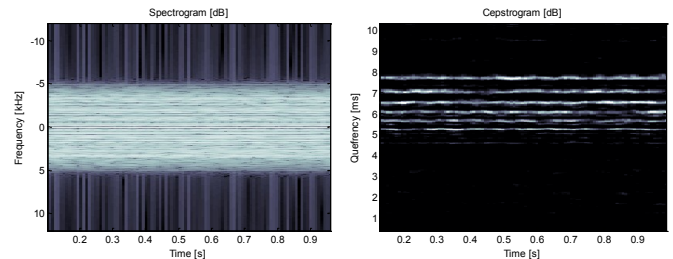 Spectrogram [dB]
Frequency [kHz]
-10
-5
0
5
10
0.2 0.3 0.4 0.5 0.6 0.7 0.8 0.9
Time [s]
Cepstrogram [dB]
Quefrency [ms]
10
9
8
7
6
5
4
3
2
1
0.2 0.3 0.4 0.5 0.6 0.7 0.8 0.9
Time [s]